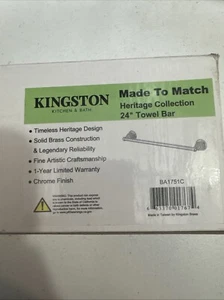 KINGSTON
KITCHEN & BATH
Made To Match
Heritage Collection
24" Towel Bar
• Timeless Heritage Design
• Solid Brass Construction
& Legendary Reliability
• Fine Artistic Craftsmanship
• 1-Year Limited Warranty
• Chrome Finish
BA1751C
WARNING: